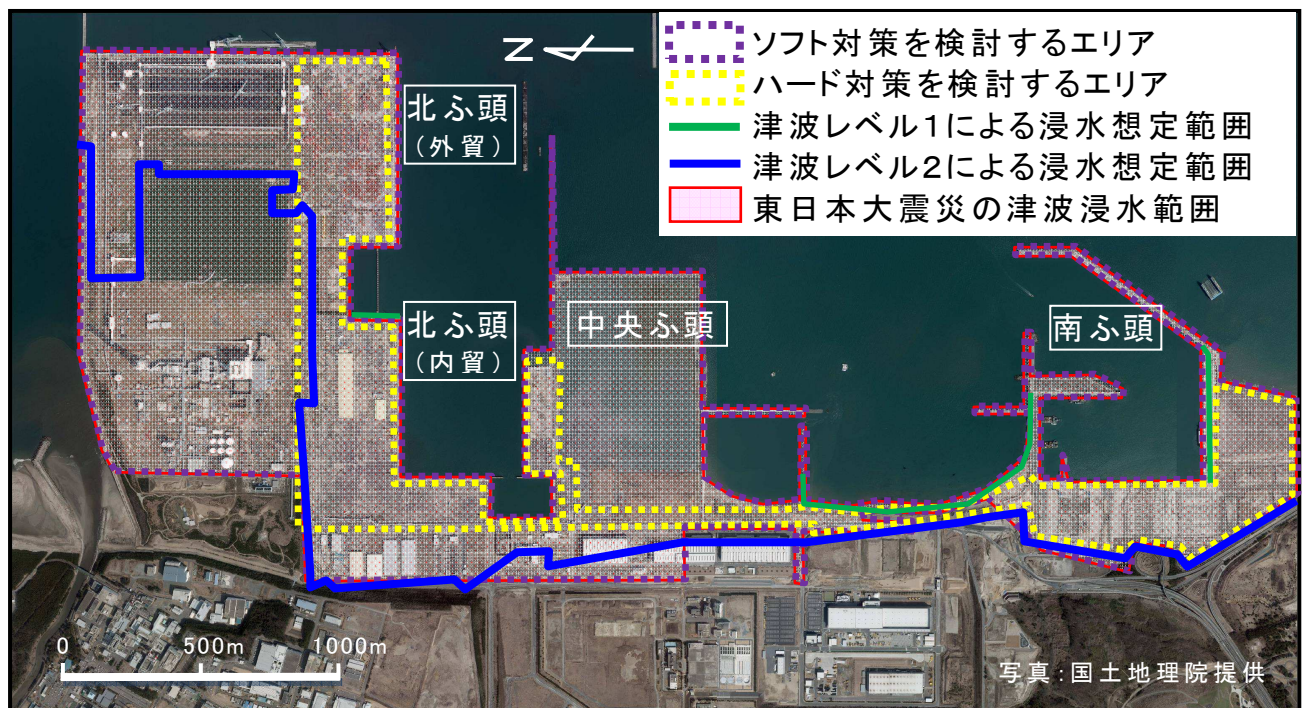 ソフト対策を検討するエリア
ハード対策を検討するエリア
津波レベル1による浸水想定範囲
津波レベル2による浸水想定範囲
東日本大震災の津波浸水範囲
N
北ふ頭
(外貿)
北ふ頭
(内貿)
中央ふ頭
南ふ頭
0 500m 1000m
写真:国土地理院提供